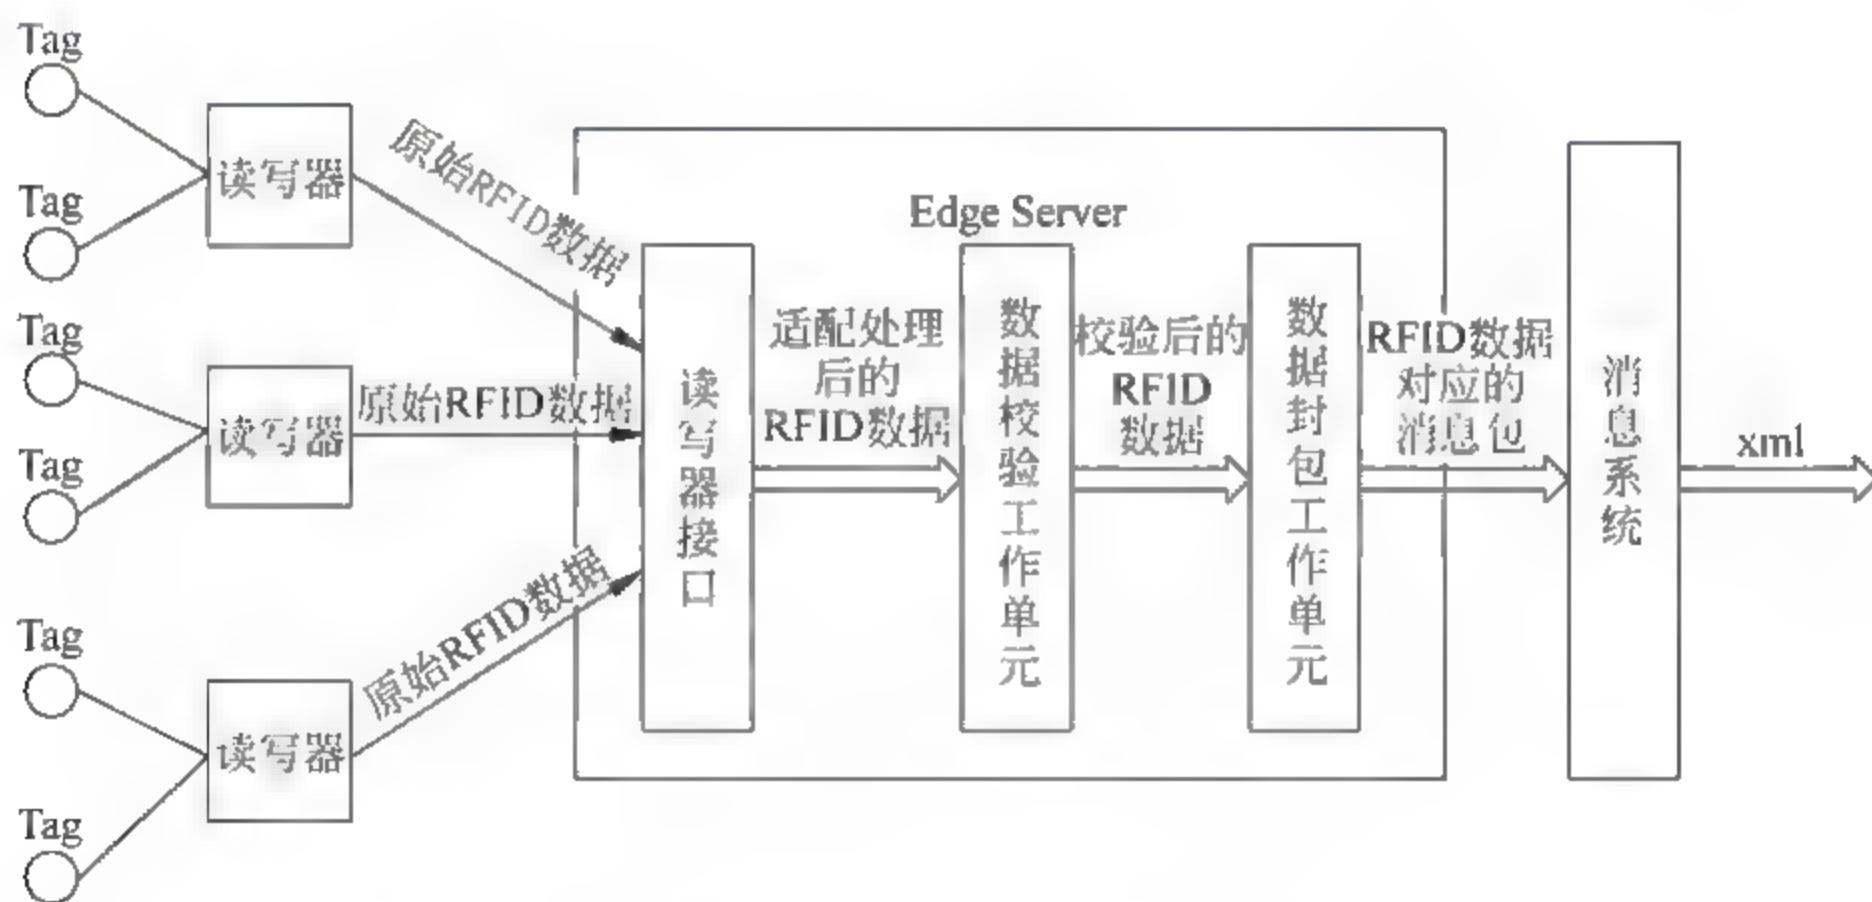 Tag
Tag
Tag
Tag
Tag
Tag
读写器
读写器
读写器
原始RFID数据
原始RFID数据
原始RFID数据
Edge Server
读写器接口
适配处理
后的
RFID数据
数据校验工作单元
校验后的
RFID
数据
数据封包工作单元
RFID数据
对应的
消息包
消息系统
xml